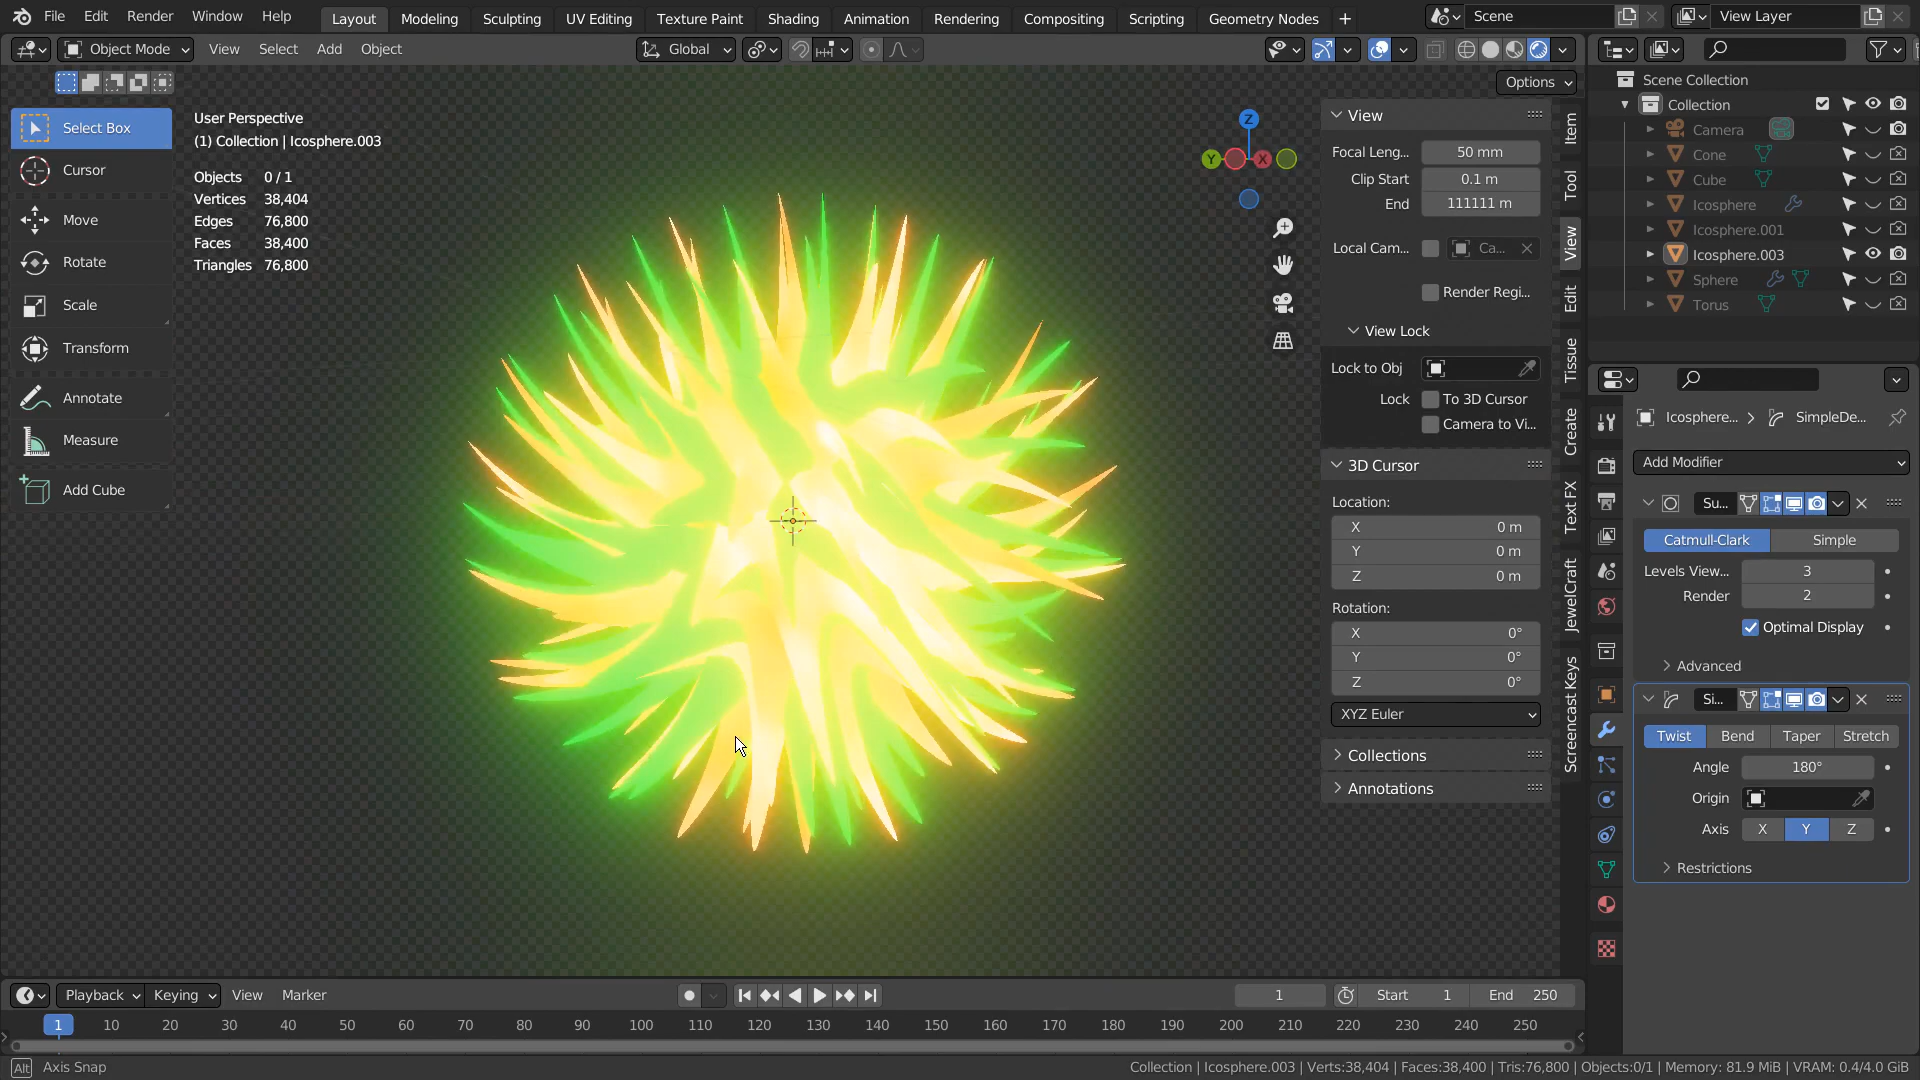 File Edit Render Window Help Layout Modeling Sculpting UV Editing Texture Paint Shading Animation Rendering Compositing Scripting Geometry Nodes + Scene View Layer
Object Mode View Select Add Object Global
Options
Select Box
Cursor
Move
Rotate
Scale
Transform
Annotate
Measure
Add Cube
User Perspective
(1) Collection | Icosphere.003
Objects 0 / 1
Vertices 38,404
Edges 76,800
Faces 38,400
Triangles 76,800
Z
Y X
View
Focal Leng... 50 mm
Clip Start 0.1 m
End 111111 m
Local Cam... Ca...
Render Regi...
View Lock
Lock to Obj
Lock To 3D Cursor
Camera to Vi...
3D Cursor
Location:
X 0 m
Y 0 m
Z 0 m
Rotation:
X 0°
Y 0°
Z 0°
XYZ Euler
Collections
Annotations
Item
Tool
View
Edit
Tissue
Create
Text FX
JewelCraft
Screencast Keys
Scene Collection
Collection
Camera
Cone
Cube
Icosphere
Icosphere.001
Icosphere.003
Sphere
Torus
Icosphere... > SimpleDe...
Add Modifier
Su...
Catmull-Clark Simple
Levels View... 3
Render 2
Optimal Display
Advanced
Si...
Twist Bend Taper Stretch
Angle 180°
Origin
Axis X Y Z
Restrictions
Playback Keying View Marker 1 Start 1 End 250
1 10 20 30 40 50 60 70 80 90 100 110 120 130 140 150 160 170 180 190 200 210 220 230 240 250
Alt Axis Snap Collection | Icosphere.003 | Verts:38,404 | Faces:38,400 | Tris:76,800 | Objects:0/1 | Memory: 81.9 MiB | VRAM: 0.4/4.0 GiB